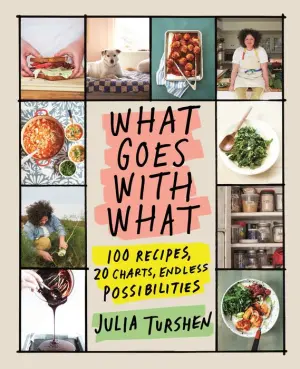 WHAT
GOES
WITH
WHAT
100 RECIPES,
20 CHARTS, ENDLESS
POSSIBILITIES
JULIA TURSHEN